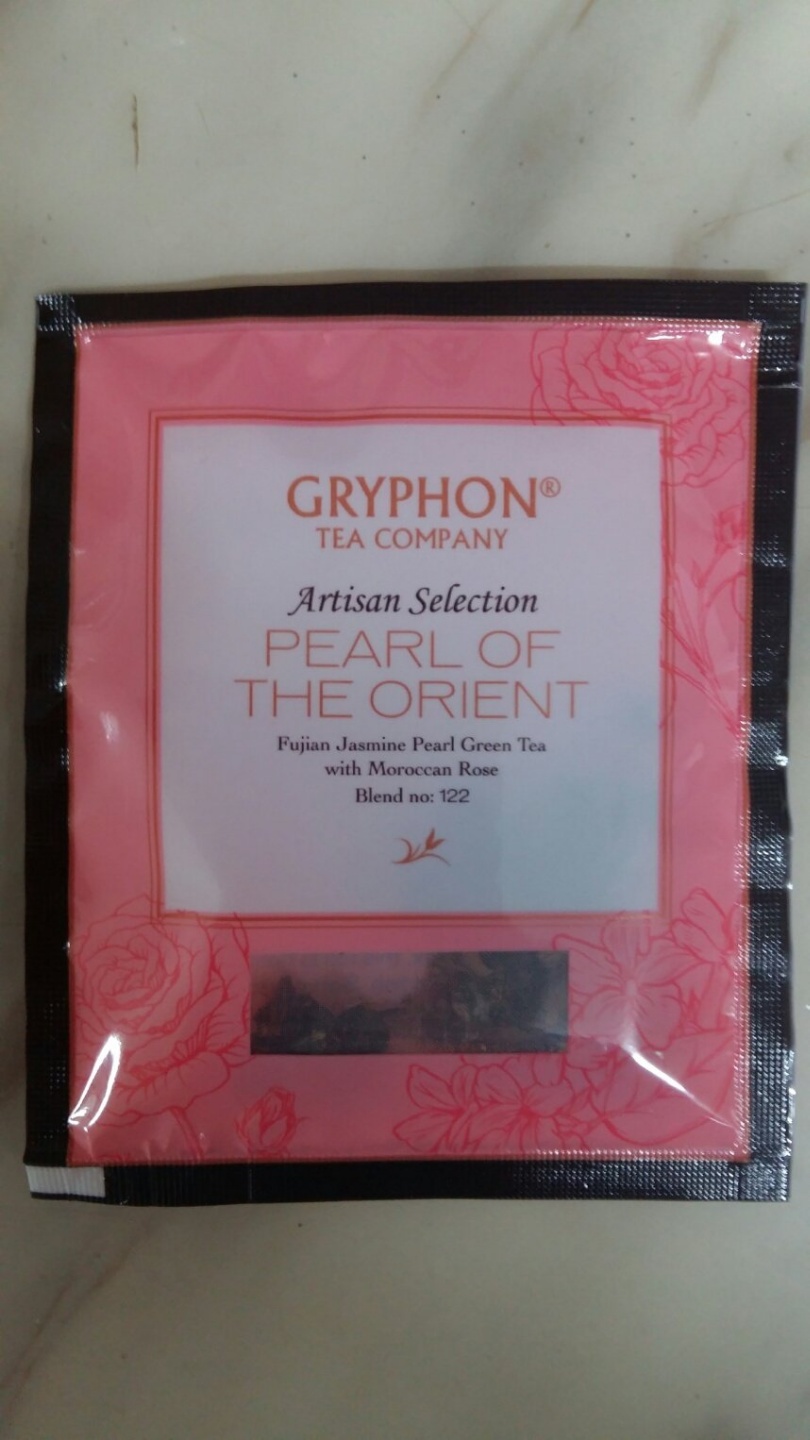 GRYPHON®
TEA COMPANY
Artisan Selection
PEARL OF
THE ORIENT
Fujian Jasmine Pearl Green Tea
with Moroccan Rose
Blend no: 122